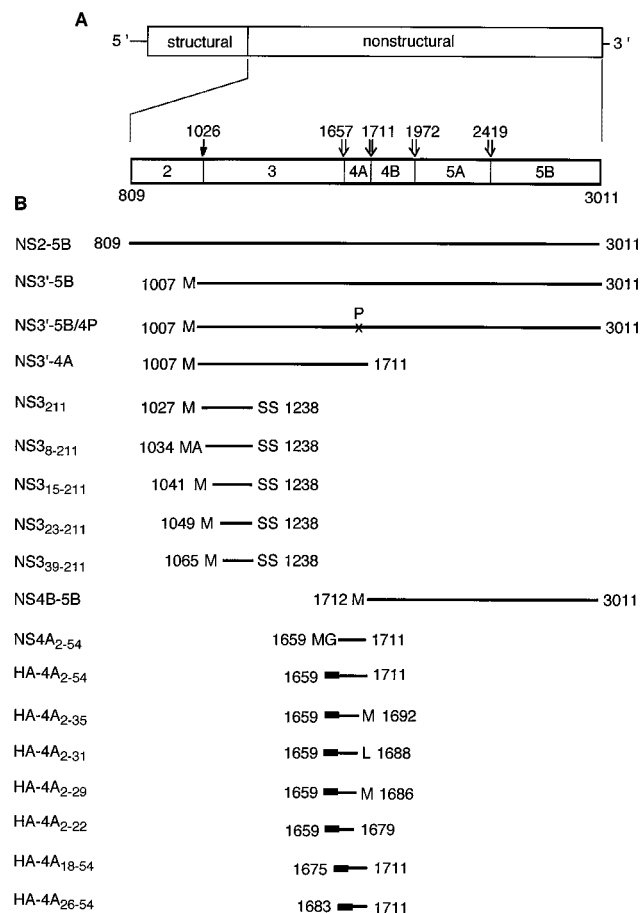 A
5 ' structural nonstructural 3 '
1026 1657 1711 1972 2419
2 3 4A 4B 5A 5B
809 3011
B
NS2-5B 809 3011
NS3'-5B 1007 M 3011
P
NS3'-5B/4P 1007 M x 3011
NS3'-4A 1007 M 1711
NS3211 1027 M SS 1238
NS38-211 1034 MA SS 1238
NS315-211 1041 M SS 1238
NS323-211 1049 M SS 1238
NS339-211 1065 M SS 1238
NS4B-5B 1712 M 3011
NS4A2-54 1659 MG 1711
HA-4A2-54 1659 1711
HA-4A2-35 1659 M 1692
HA-4A2-31 1659 L 1688
HA-4A2-29 1659 M 1686
HA-4A2-22 1659 1679
HA-4A18-54 1675 1711
HA-4A26-54 1683 1711